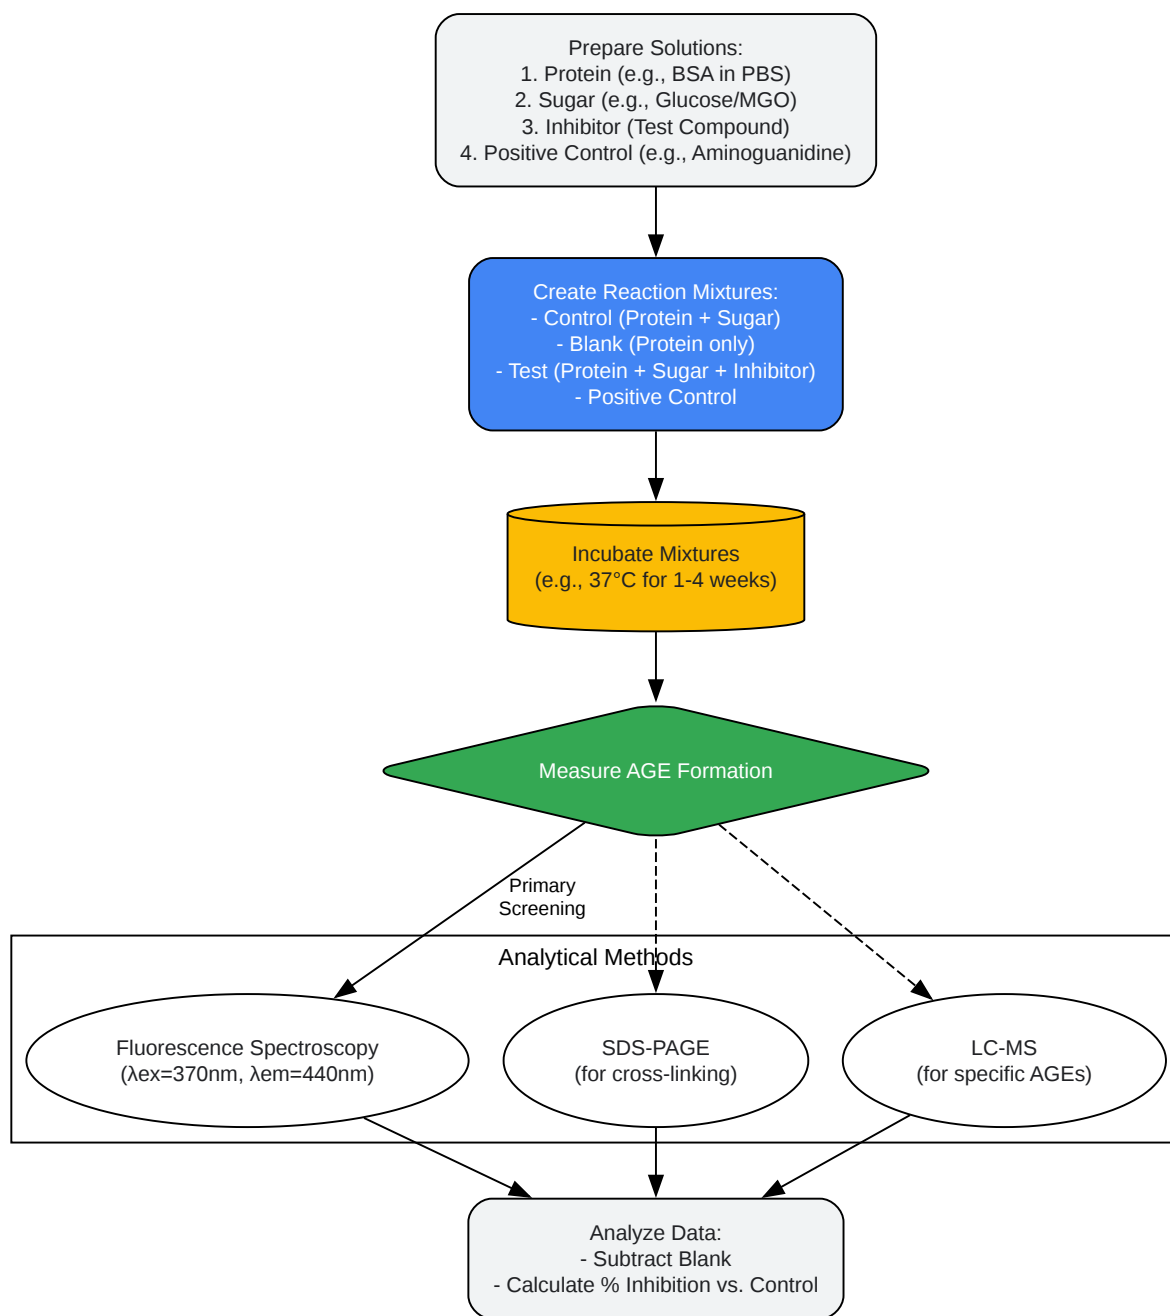 Prepare Solutions:
1. Protein (e.g., BSA in PBS)
2. Sugar (e.g., Glucose/MGO)
3. Inhibitor (Test Compound)
4. Positive Control (e.g., Aminoguanidine)
Create Reaction Mixtures:
- Control (Protein + Sugar)
- Blank (Protein only)
- Test (Protein + Sugar + Inhibitor)
- Positive Control
Incubate Mixtures
(e.g., 37°C for 1-4 weeks)
Measure AGE Formation
Primary
Screening
Analytical Methods
Fluorescence Spectroscopy
(λex=370nm, λem=440nm)
SDS-PAGE
(for cross-linking)
LC-MS
(for specific AGEs)
Analyze Data:
- Subtract Blank
- Calculate % Inhibition vs. Control